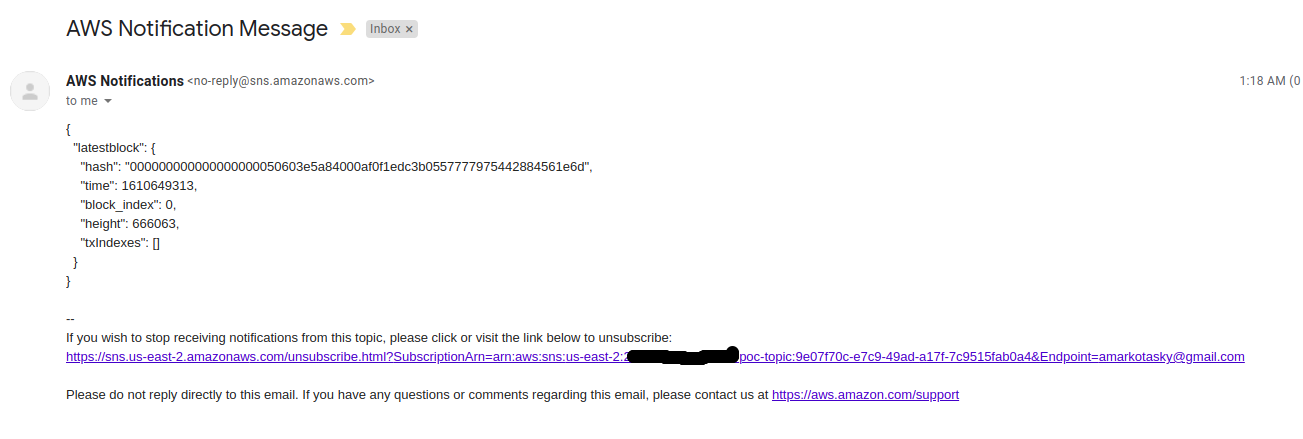 AWS Notification Message
Inbox ×
AWS Notifications <no-reply@sns.amazonaws.com>
1:18 AM (0
to me
{
"latestblock": {
"hash": "00000000000000000000050603e5a84000af0f1edc3b0557777975442884561e6d",
"time": 1610649313,
"block_index": 0,
"height": 666063,
"txIndexes": []
}
}
--
If you wish to stop receiving notifications from this topic, please click or visit the link below to unsubscribe:
https://sns.us-east-2.amazonaws.com/unsubscribe.html?SubscriptionArn=arn:aws:sns:us-east-2:2 poc-topic:9e07f70c-e7c9-49ad-a17f-7c9515fab0a4&Endpoint=amarkotasky@gmail.com
Please do not reply directly to this email. If you have any questions or comments regarding this email, please contact us at https://aws.amazon.com/support